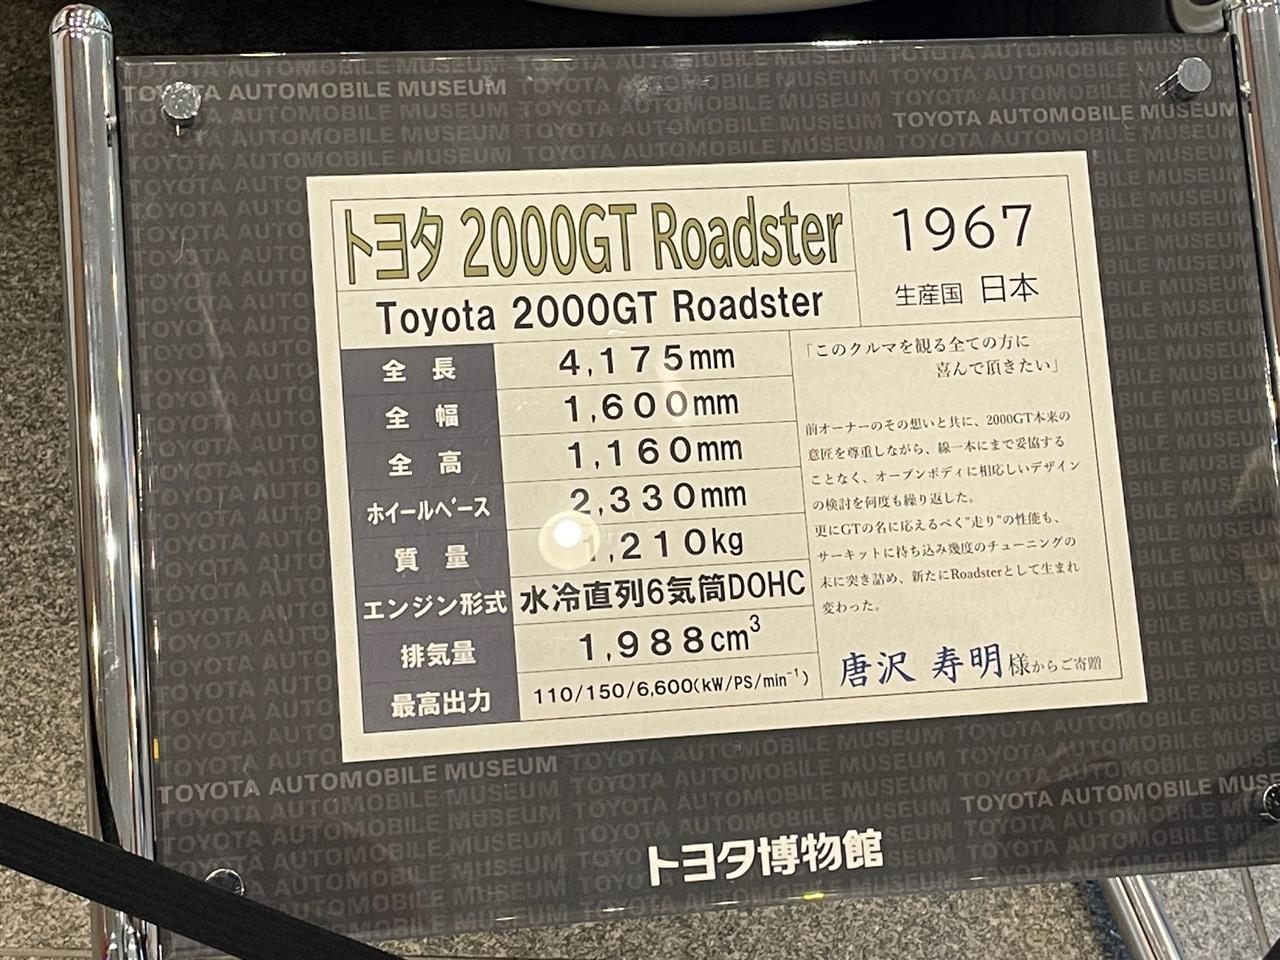 TOYOTA AUTOMOBILE MUSEUM
TOYOTA AUTOMOBILE MUSEUM
トヨタ 2000GT Roadster
Toyota 2000GT Roadster
1967
生産国 日本
全長 4,175mm
全幅 1,600mm
全高 1,160mm
ホイールベース 2,330mm
質量 1,210kg
エンジン形式 水冷直列6気筒DOHC
排気量 1,988cm³
最高出力 110/150/6,600(kW/PS/min⁻¹)
「このクルマを観る全ての方に
喜んで頂きたい」
前オーナーのその想いと共に、2000GT本来の
意匠を尊重しながら、線一本にまで妥協する
ことなく、オープンボディに相応しいデザイン
の検討を何度も繰り返した。
更にGTの名に応えるべく"走り"の性能も、
サーキットに持ち込み幾度のチューニングの
末に突き詰め、新たにRoadsterとして生まれ
変わった。
唐沢 寿明様からご寄贈
TOYOTA AUTOMOBILE MUSEUM
TOYOTA AUTOMOBILE MUSE
トヨタ博物館